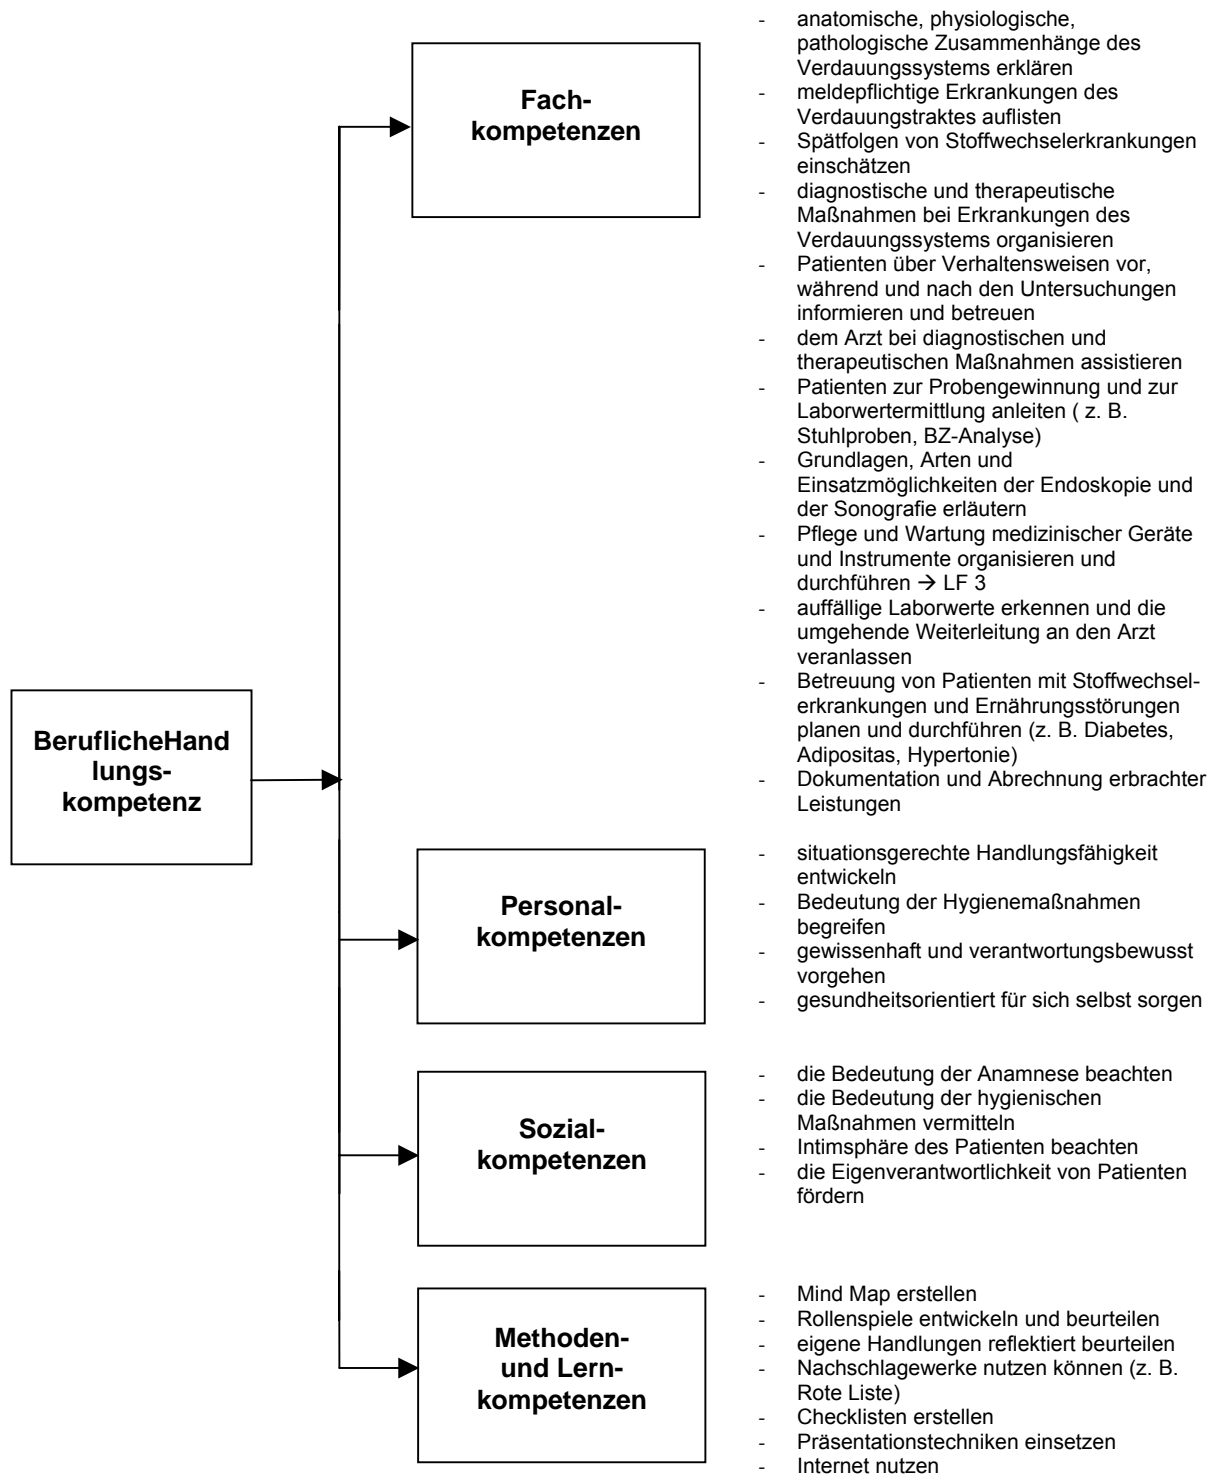 Fach-
kompetenzen
- anatomische, physiologische,
pathologische Zusammenhänge des
Verdauungssystems erklären
- meldepflichtige Erkrankungen des
Verdauungstraktes auflisten
- Spätfolgen von Stoffwechselerkrankungen
einschätzen
- diagnostische und therapeutische
Maßnahmen bei Erkrankungen des
Verdauungssystems organisieren
- Patienten über Verhaltensweisen vor,
während und nach den Untersuchungen
informieren und betreuen
- dem Arzt bei diagnostischen und
therapeutischen Maßnahmen assistieren
- Patienten zur Probengewinnung und zur
Laborwertermittlung anleiten ( z. B.
Stuhlproben, BZ-Analyse)
- Grundlagen, Arten und
Einsatzmöglichkeiten der Endoskopie und
der Sonografie erläutern
- Pflege und Wartung medizinischer Geräte
und Instrumente organisieren und
durchführen → LF 3
- auffällige Laborwerte erkennen und die
umgehende Weiterleitung an den Arzt
veranlassen
- Betreuung von Patienten mit Stoffwechsel-
erkrankungen und Ernährungsstörungen
planen und durchführen (z. B. Diabetes,
Adipositas, Hypertonie)
- Dokumentation und Abrechnung erbrachter
Leistungen
BeruflicheHand
lungs-
kompetenz
Personal-
kompetenzen
- situationsgerechte Handlungsfähigkeit
entwickeln
- Bedeutung der Hygienemaßnahmen
begreifen
- gewissenhaft und verantwortungsbewusst
vorgehen
- gesundheitsorientiert für sich selbst sorgen
Sozial-
kompetenzen
- die Bedeutung der Anamnese beachten
- die Bedeutung der hygienischen
Maßnahmen vermitteln
- Intimsphäre des Patienten beachten
- die Eigenverantwortlichkeit von Patienten
fördern
Methoden-
und Lern-
kompetenzen
- Mind Map erstellen
- Rollenspiele entwickeln und beurteilen
- eigene Handlungen reflektiert beurteilen
- Nachschlagewerke nutzen können (z. B.
Rote Liste)
- Checklisten erstellen
- Präsentationstechniken einsetzen
- Internet nutzen